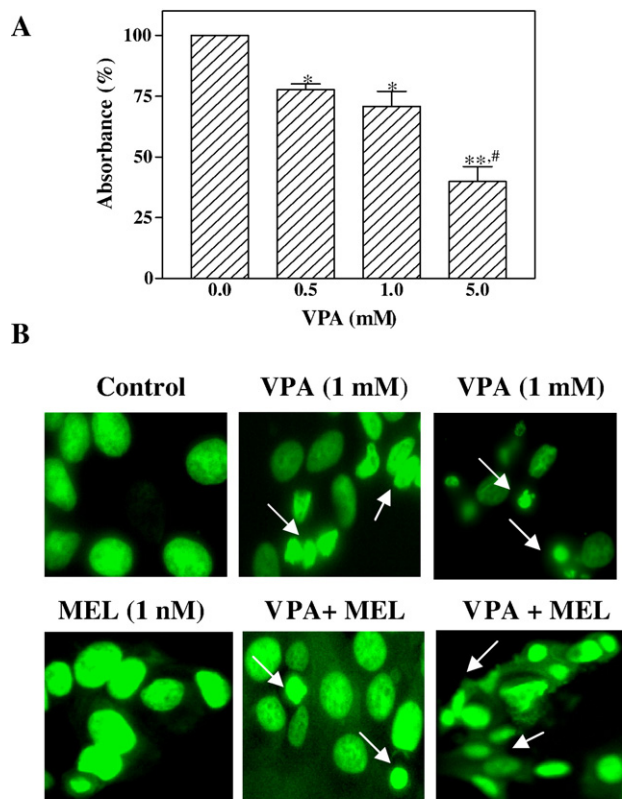 A
Absorbance (%)
100
75
50
25
0
*
*
**,#
0.0 0.5 1.0 5.0
VPA (mM)
B
Control VPA (1 mM) VPA (1 mM)
MEL (1 nM) VPA+ MEL VPA + MEL